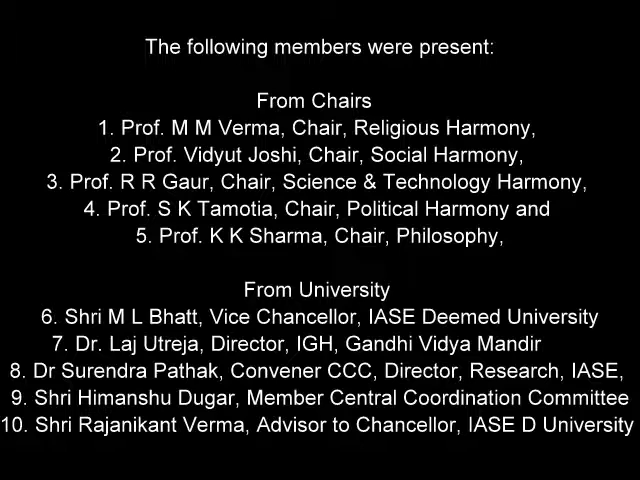 The following members were present:
From Chairs
1. Prof. M M Verma, Chair, Religious Harmony,
2. Prof. Vidyut Joshi, Chair, Social Harmony,
3. Prof. R R Gaur, Chair, Science & Technology Harmony,
4. Prof. S K Tamotia, Chair, Political Harmony and
5. Prof. K K Sharma, Chair, Philosophy,
From University
6. Shri M L Bhatt, Vice Chancellor, IASE Deemed University
7. Dr. Laj Utreja, Director, IGH, Gandhi Vidya Mandir
8. Dr Surendra Pathak, Convener CCC, Director, Research, IASE,
9. Shri Himanshu Dugar, Member Central Coordination Committee
10. Shri Rajanikant Verma, Advisor to Chancellor, IASE D University